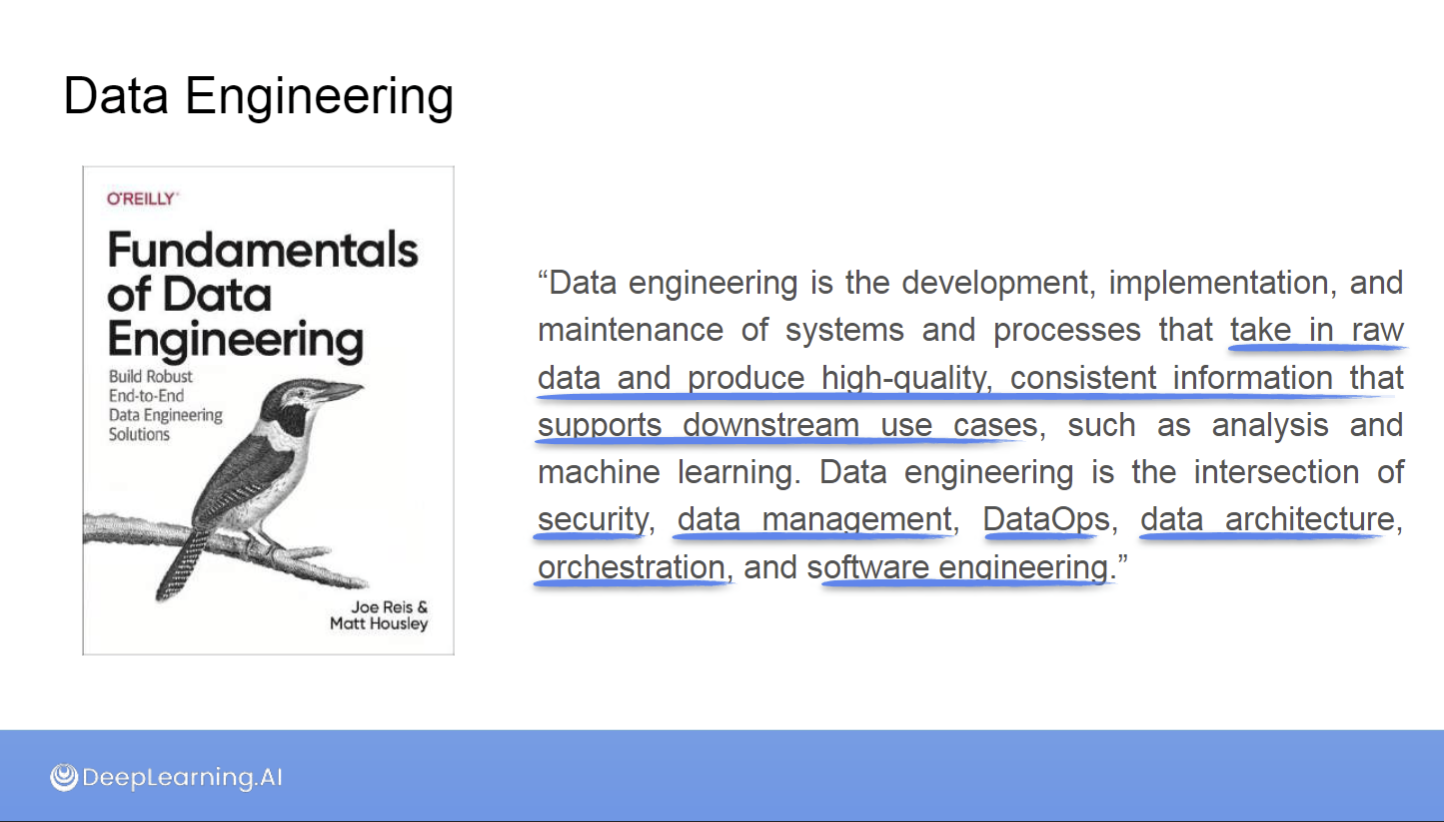 Data Engineering
O'REILLY®
Fundamentals
of Data
Engineering
Build Robust
End-to-End
Data Engineering
Solutions
Joe Reis &
Matt Housley
“Data engineering is the development, implementation, and
maintenance of systems and processes that take in raw
data and produce high-quality, consistent information that
supports downstream use cases, such as analysis and
machine learning. Data engineering is the intersection of
security, data management, DataOps, data architecture,
orchestration, and software engineering.”
DeepLearning.AI